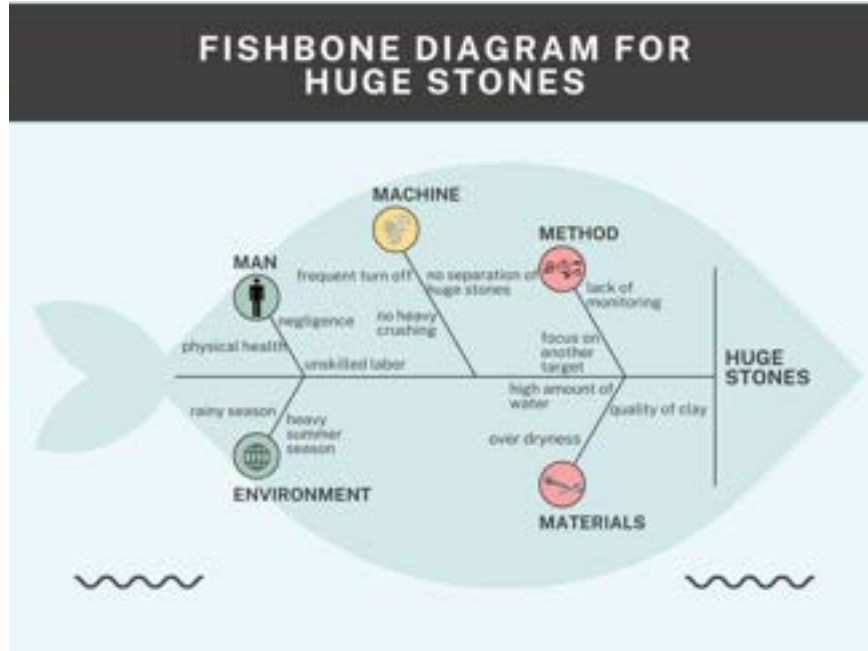 FISHBONE DIAGRAM FOR
HUGE STONES
MACHINE
METHOD
MAN
frequent turn off
no separation of
huge stones
lack of
monitoring
negligence
no heavy
crushing
physical health
focus on
another
target
unskilled labor
HUGE
STONES
rainy season
heavy
summer
season
high amount of
water
quality of clay
over dryness
ENVIRONMENT
MATERIALS